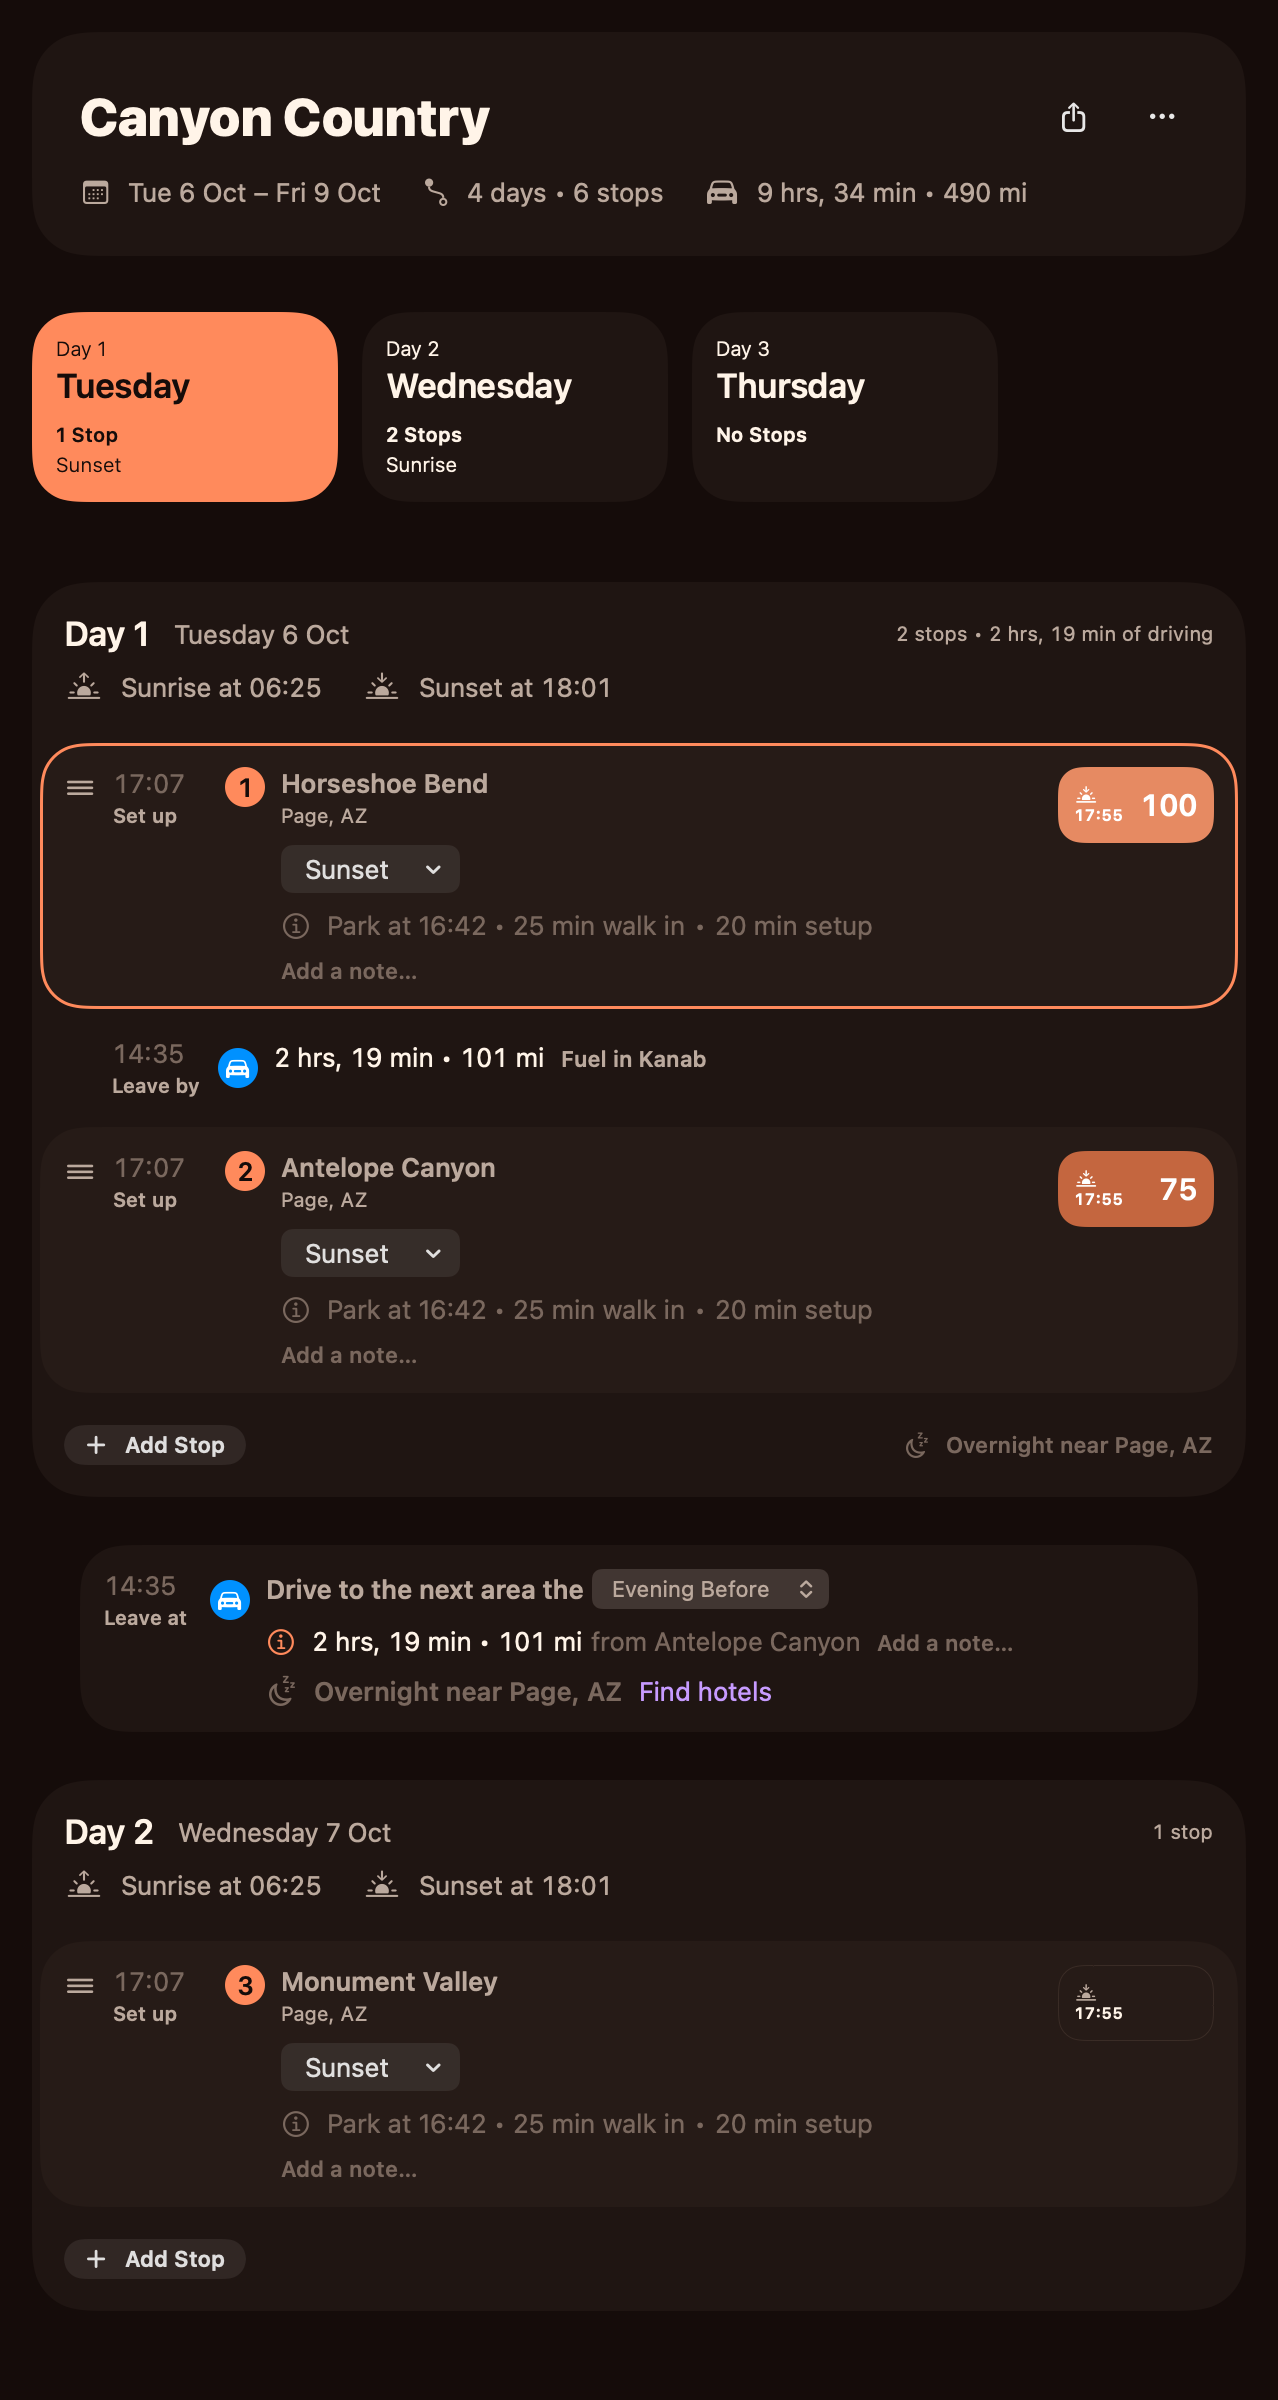 Canyon Country
Tue 6 Oct – Fri 9 Oct 4 days • 6 stops 9 hrs, 34 min • 490 mi
Day 1
Tuesday
1 Stop
Sunset
Day 2
Wednesday
2 Stops
Sunrise
Day 3
Thursday
No Stops
Day 1 Tuesday 6 Oct 2 stops • 2 hrs, 19 min of driving
Sunrise at 06:25 Sunset at 18:01
17:07 1 Horseshoe Bend 17:55 100
Set up Page, AZ
Sunset
Park at 16:42 • 25 min walk in • 20 min setup
Add a note...
14:35 2 hrs, 19 min • 101 mi Fuel in Kanab
Leave by
17:07 2 Antelope Canyon 17:55 75
Set up Page, AZ
Sunset
Park at 16:42 • 25 min walk in • 20 min setup
Add a note...
+ Add Stop Overnight near Page, AZ
14:35 Drive to the next area the Evening Before
Leave at
2 hrs, 19 min • 101 mi from Antelope Canyon Add a note...
Overnight near Page, AZ Find hotels
Day 2 Wednesday 7 Oct 1 stop
Sunrise at 06:25 Sunset at 18:01
17:07 3 Monument Valley 17:55
Set up Page, AZ
Sunset
Park at 16:42 • 25 min walk in • 20 min setup
Add a note...
+ Add Stop